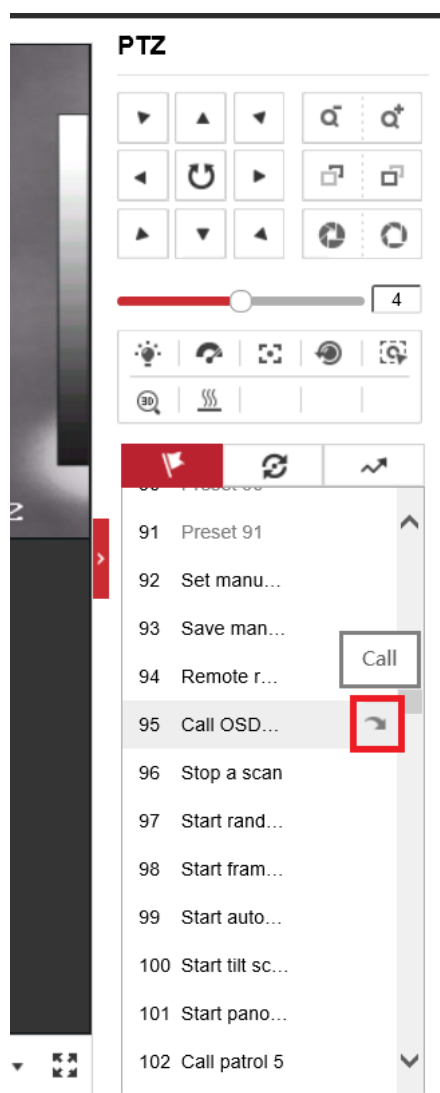 PTZ
4
3D
91 Preset 91
92 Set manu...
93 Save man...
Call
94 Remote r...
95 Call OSD...
96 Stop a scan
97 Start rand...
98 Start fram...
99 Start auto...
100 Start tilt sc...
101 Start pano...
102 Call patrol 5